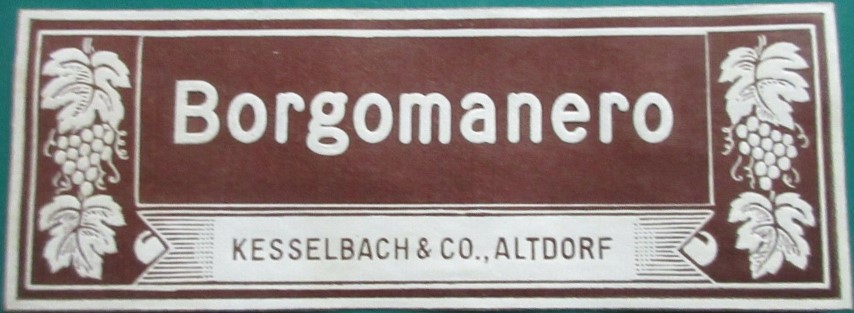 Borgomanero
KESSELBACH & CO., ALTDORF